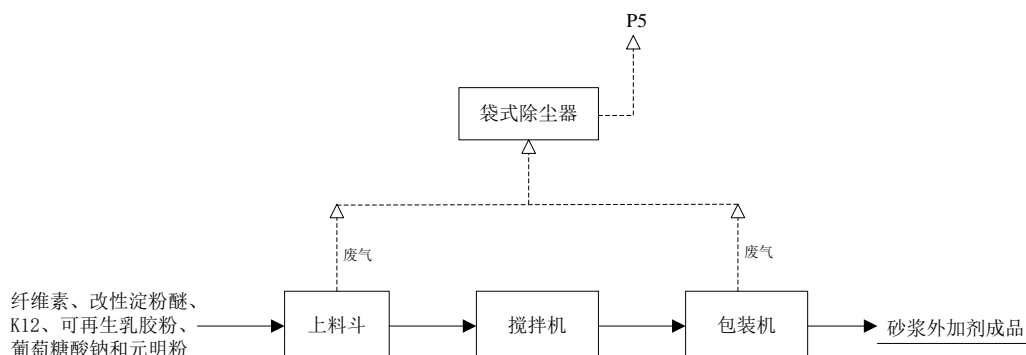 P5
袋式除尘器
废气
废气
纤维素、改性淀粉醚、
K12、可再生乳胶粉、
葡萄糖酸钠和元明粉
上料斗
搅拌机
包装机
砂浆外加剂成品